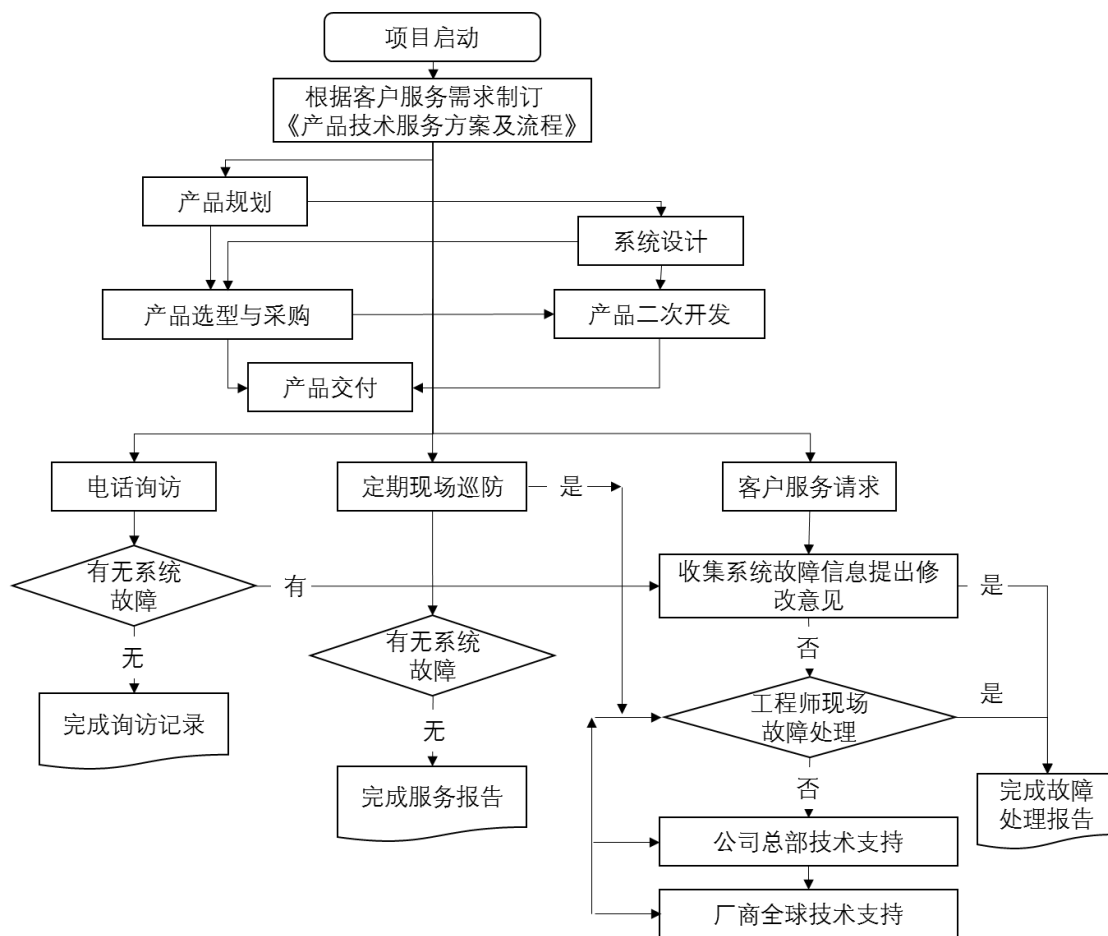 项目启动
根据客户服务需求制订
《产品技术服务方案及流程》
产品规划
系统设计
产品选型与采购
产品二次开发
产品交付
电话询访
定期现场巡防
是
客户服务请求
有无系统
故障
有
收集系统故障信息提出修
改意见
是
无
有无系统
故障
否
完成询访记录
工程师现场
故障处理
是
无
完成服务报告
否
完成故障
处理报告
公司总部技术支持
厂商全球技术支持